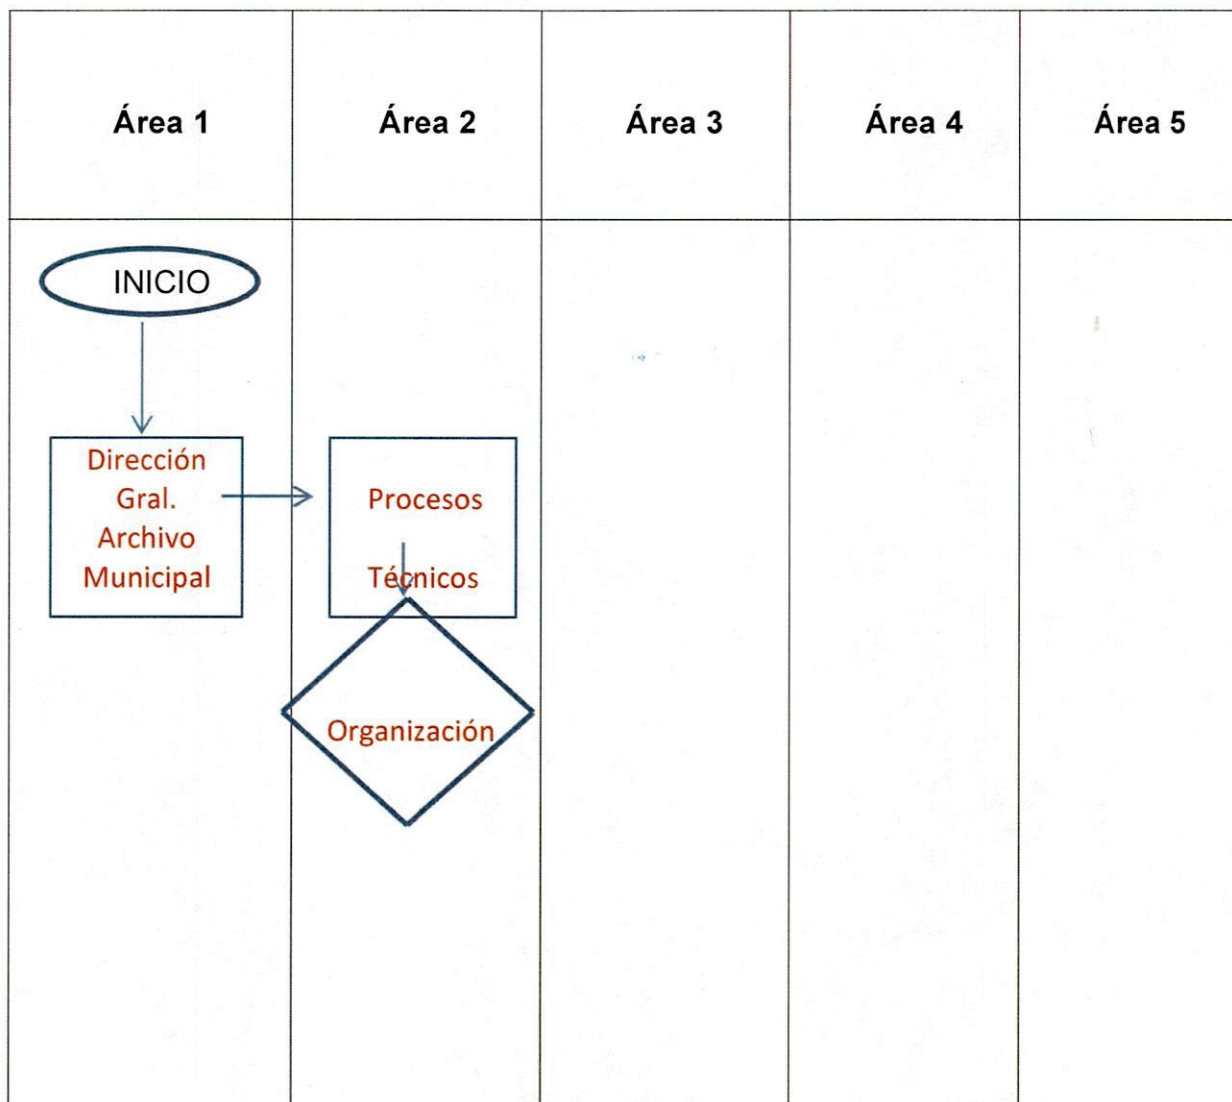 Área 1
Área 2
Área 3
Área 4
Área 5
INICIO
Dirección
Gral.
Archivo
Municipal
Procesos
Técnicos
Organización